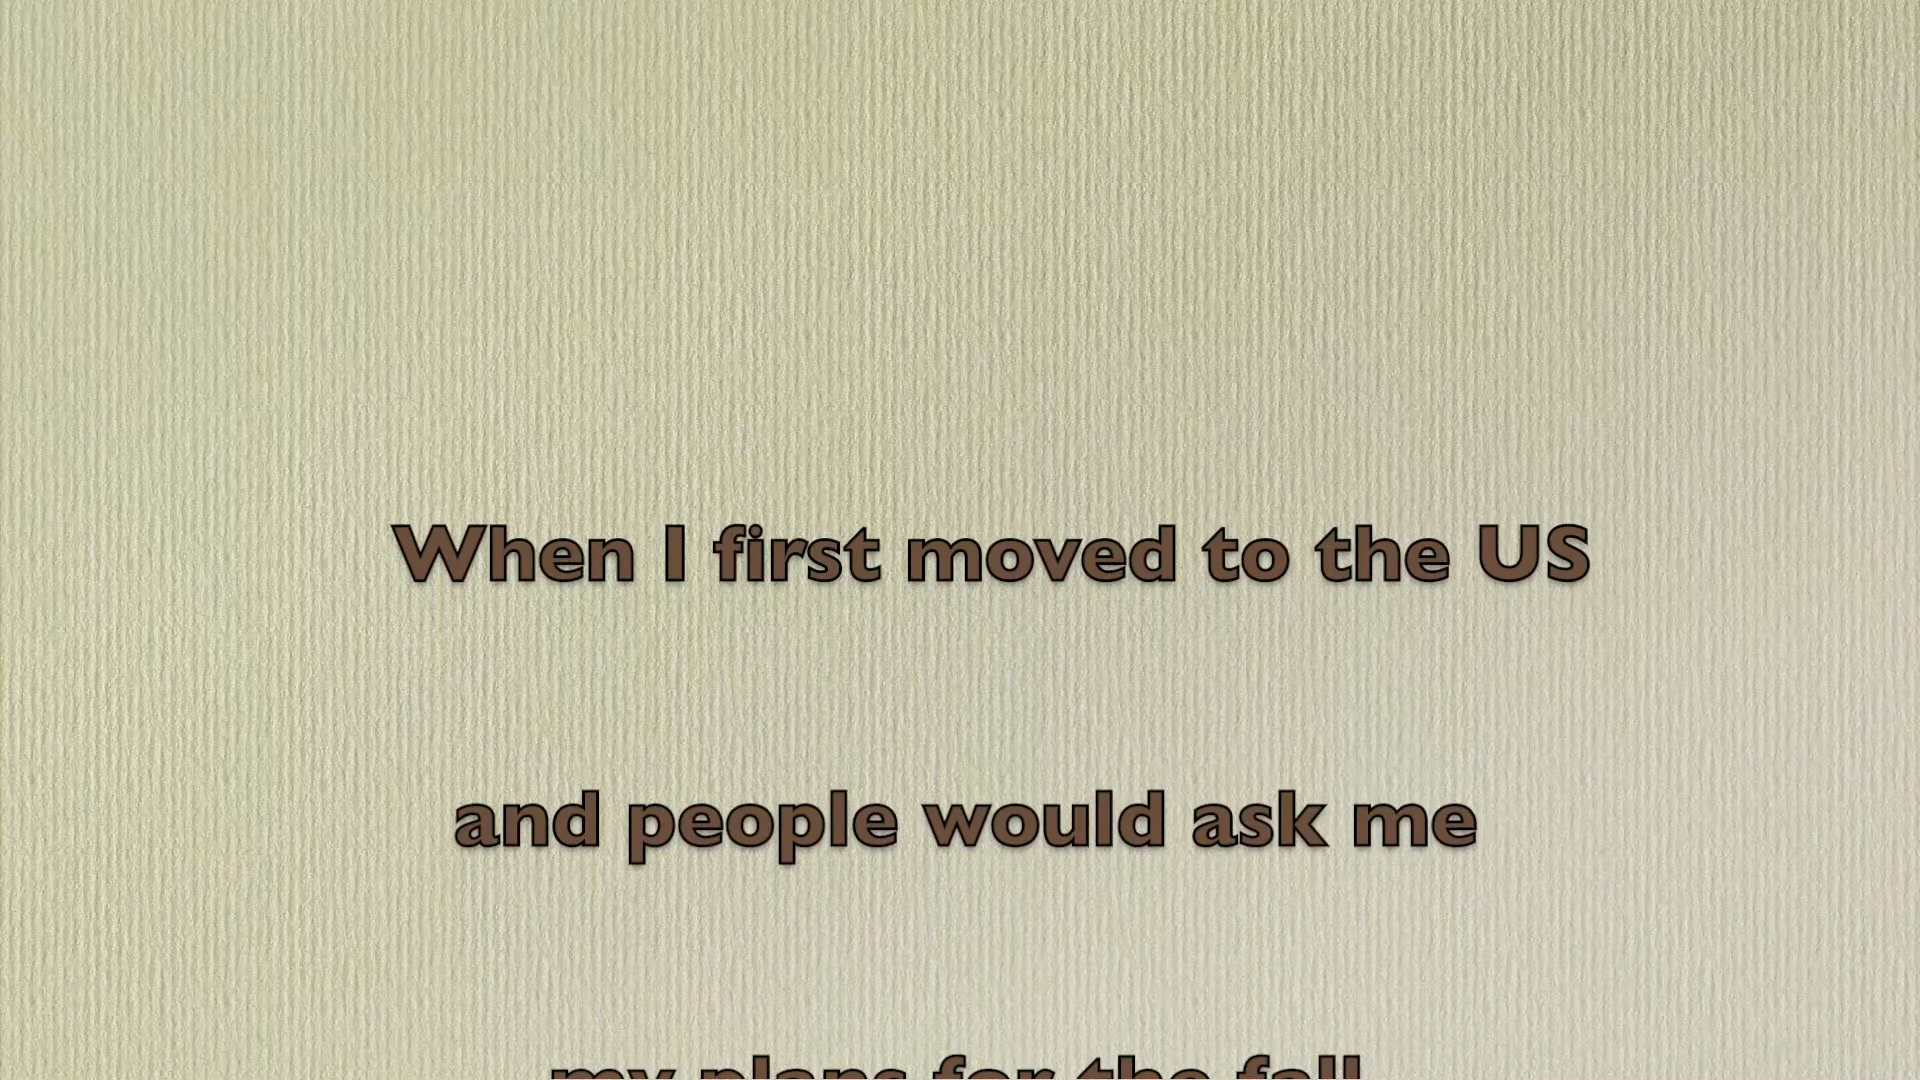 When I first moved to the US
and people would ask me
my plans for the fall